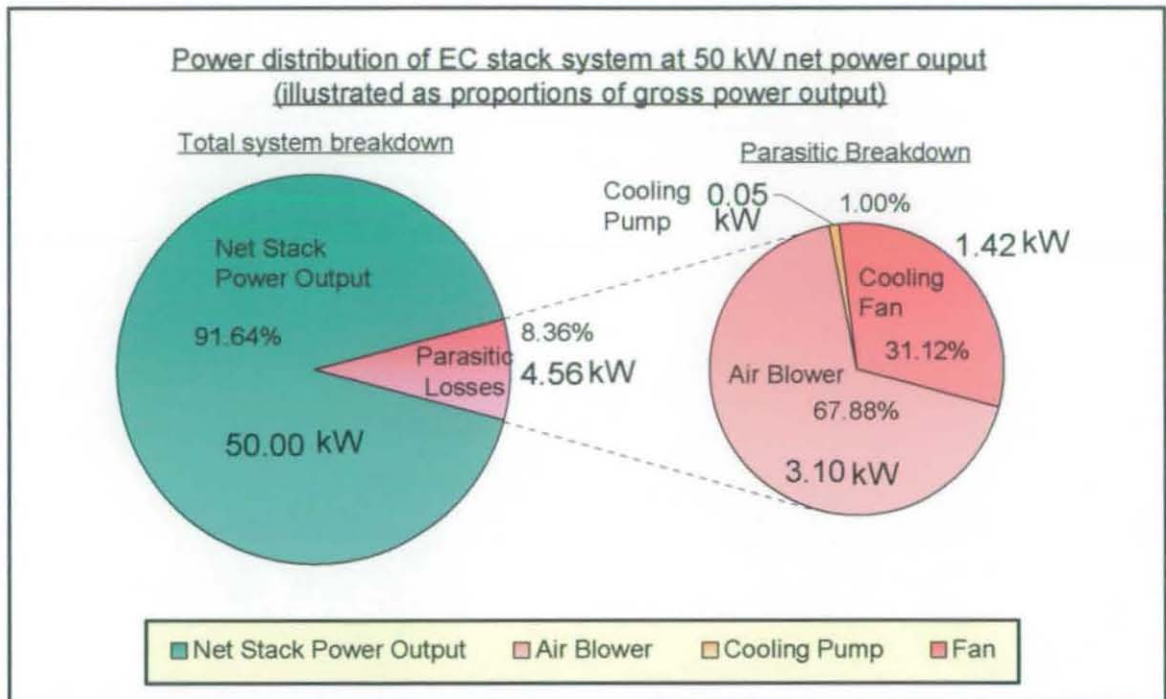 Power distribution of EC stack system at 50 kW net power ouput
(illustrated as proportions of gross power output)
Total system breakdown
Net Stack
Power Output
91.64%
50.00 kW
Parasitic
Losses
8.36%
4.56 kW
Parasitic Breakdown
Cooling
Pump
0.05
kW
1.00%
1.42 kW
Cooling
Fan
31.12%
Air Blower
67.88%
3.10 kW
Net Stack Power Output
Air Blower
Cooling Pump
Fan